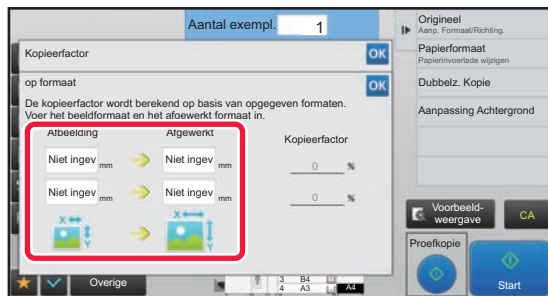 Aantal exempl. 1
Kopieerfactor
OK
op formaat
OK
De kopieerfactor wordt berekend op basis van opgegeven formaten.
Voer het beeldformaat en het afgewerkt formaat in.
Afbeelding
Afgewerkt
Kopieerfactor
Niet ingev mm
Niet ingev mm
0 %
Niet ingev mm
Niet ingev mm
0 %
X
Y
X
Y
Overige
3 B4
4 A3
A4
Origineel
Aanp. Formaat/Richting.
Papierformaat
Papierinvoerlade wijzigen
Dubbelz. Kopie
Aanpassing Achtergrond
Voorbeeld-
weergave
CA
Proefkopie
Start